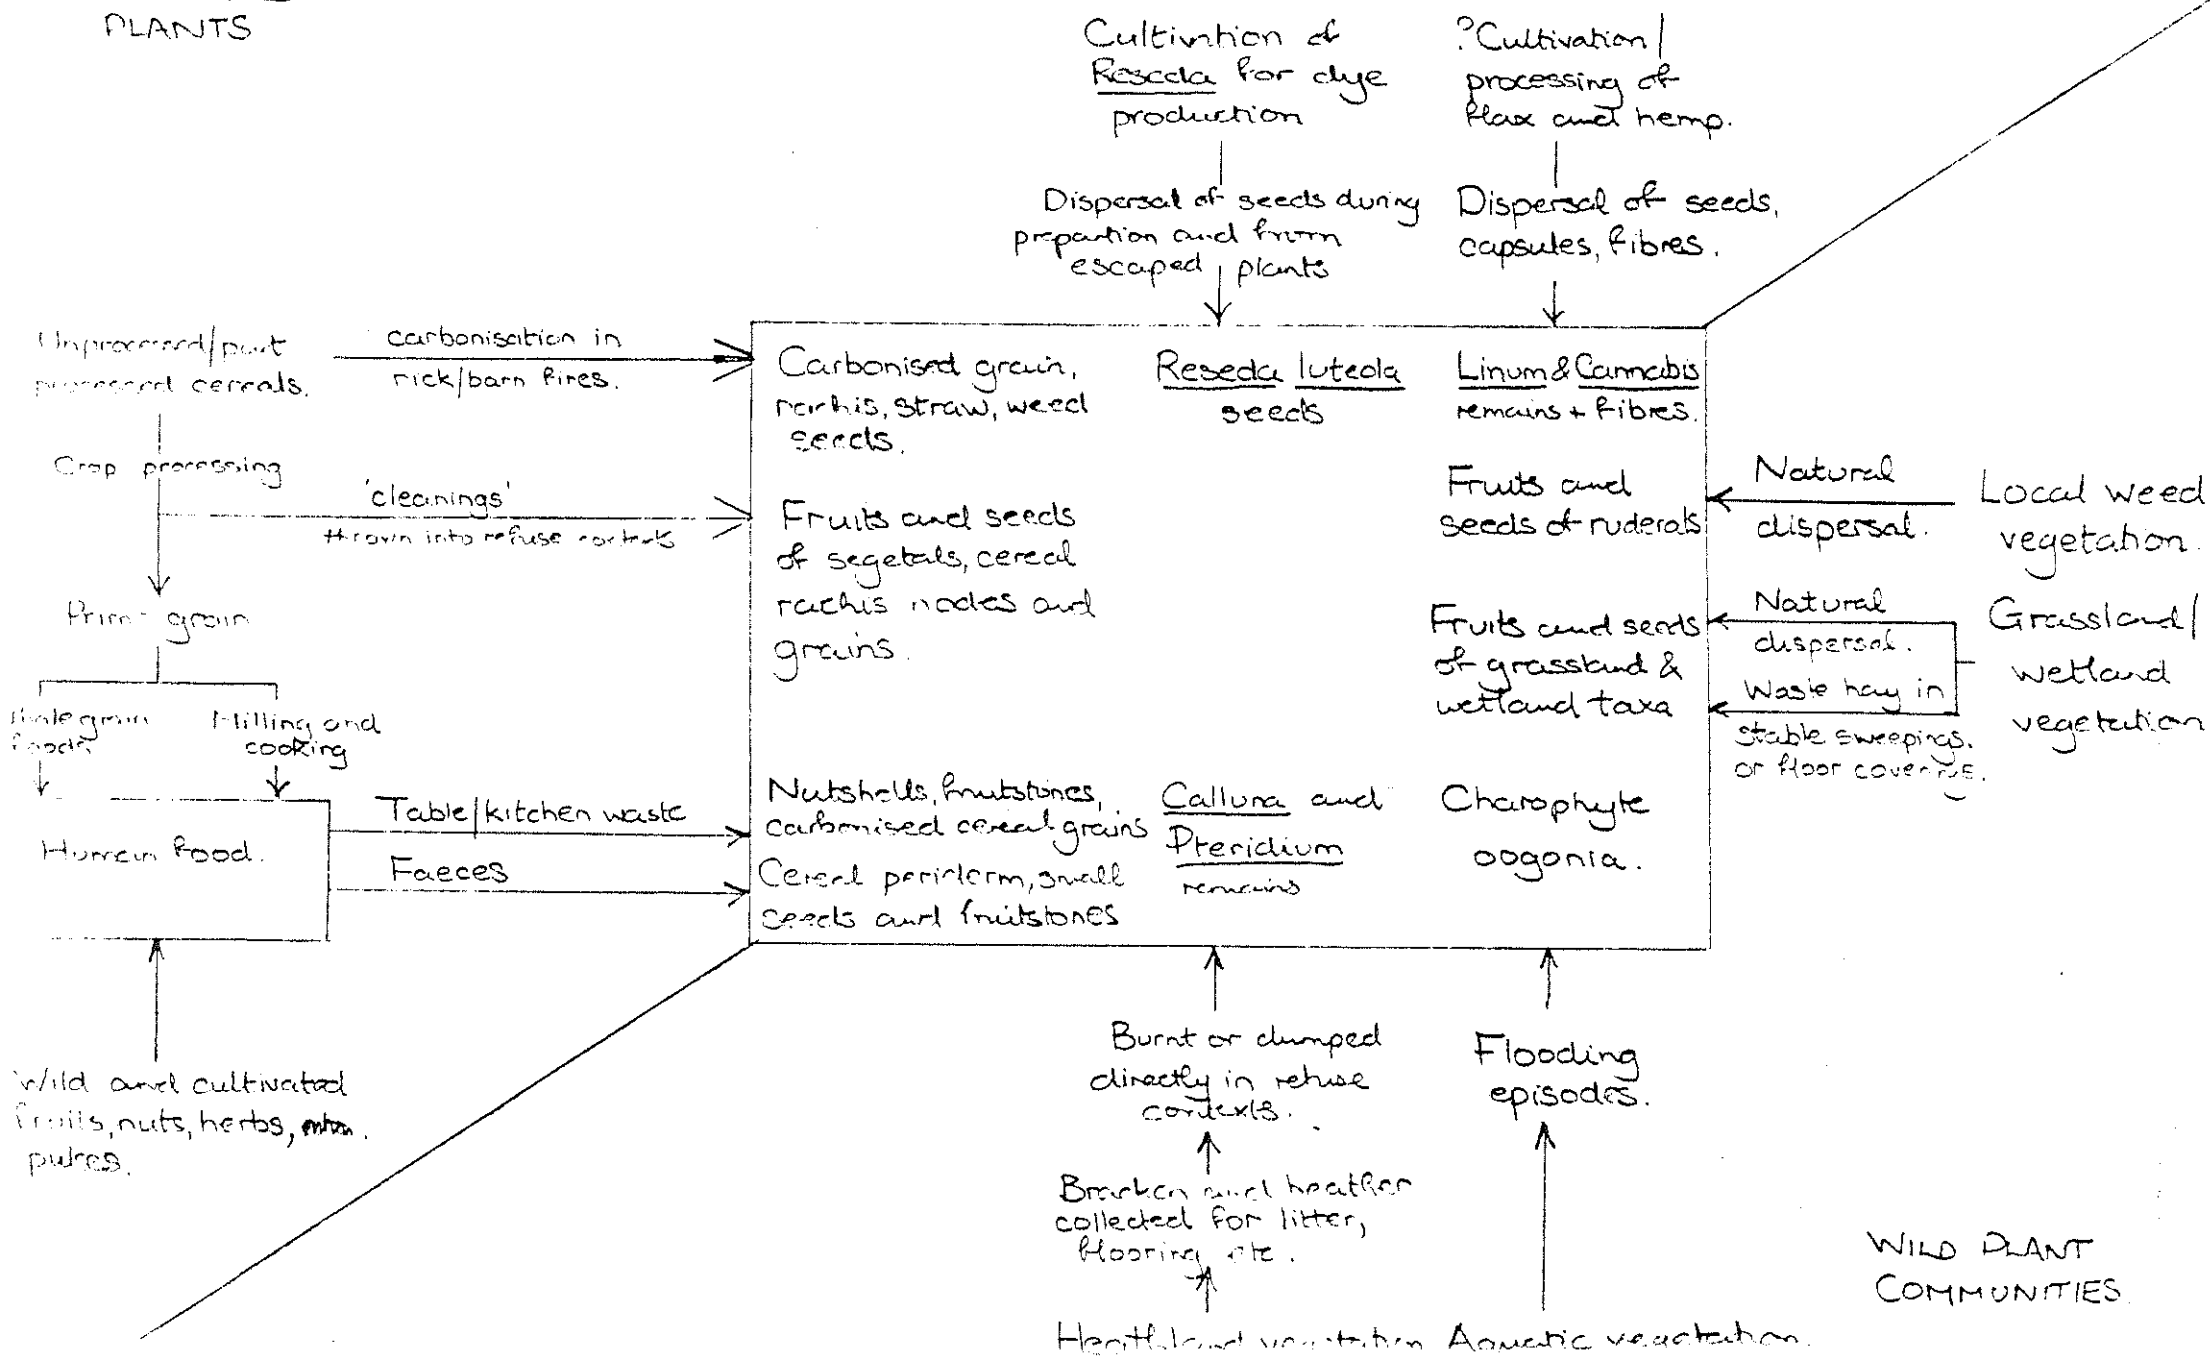 PLANTS
Cultivation of
Reseda for dye
production
?Cultivation/
processing of
flax and hemp.
Dispersal of seeds during
prepartion and from
escaped plants
Dispersal of seeds,
capsules, fibres.
Unprocessed/part
processed cereals.
carbonisation in
rick/barn fires.
Carbonised grain,
rachis, straw, weed
seeds.
Reseda luteola
seeds
Linum & Cannabis
remains + fibres.
Crop processing
'cleanings'
thrown into refuse contexts
Fruits and seeds
of segetals, cereal
rachis nodes and
grains.
Fruits and
seeds of ruderals
Natural
dispersal.
Local weed
vegetation.
Prime grain
Fruits and seeds
of grassland &
wetland taxa
Natural
dispersal.
Waste hay in
stable sweepings.
or floor coverings.
Grassland/
wetland
vegetation
Wholegrain
foods
Milling and
cooking
Human food.
Table/kitchen waste
Faeces
Nutshells, fruitstones,
carbonised cereal grains
Cereal periderm, small
seeds and fruitstones
Calluna and
Pteridium
remains
Charophyte
oogonia.
Wild and cultivated
fruits, nuts, herbs,
pulses.
Burnt or dumped
directly in refuse
contexts.
Flooding
episodes.
Bracken and heather
collected for litter,
flooring etc.
Heathland vegetation
Aquatic vegetation.
WILD PLANT
COMMUNITIES.